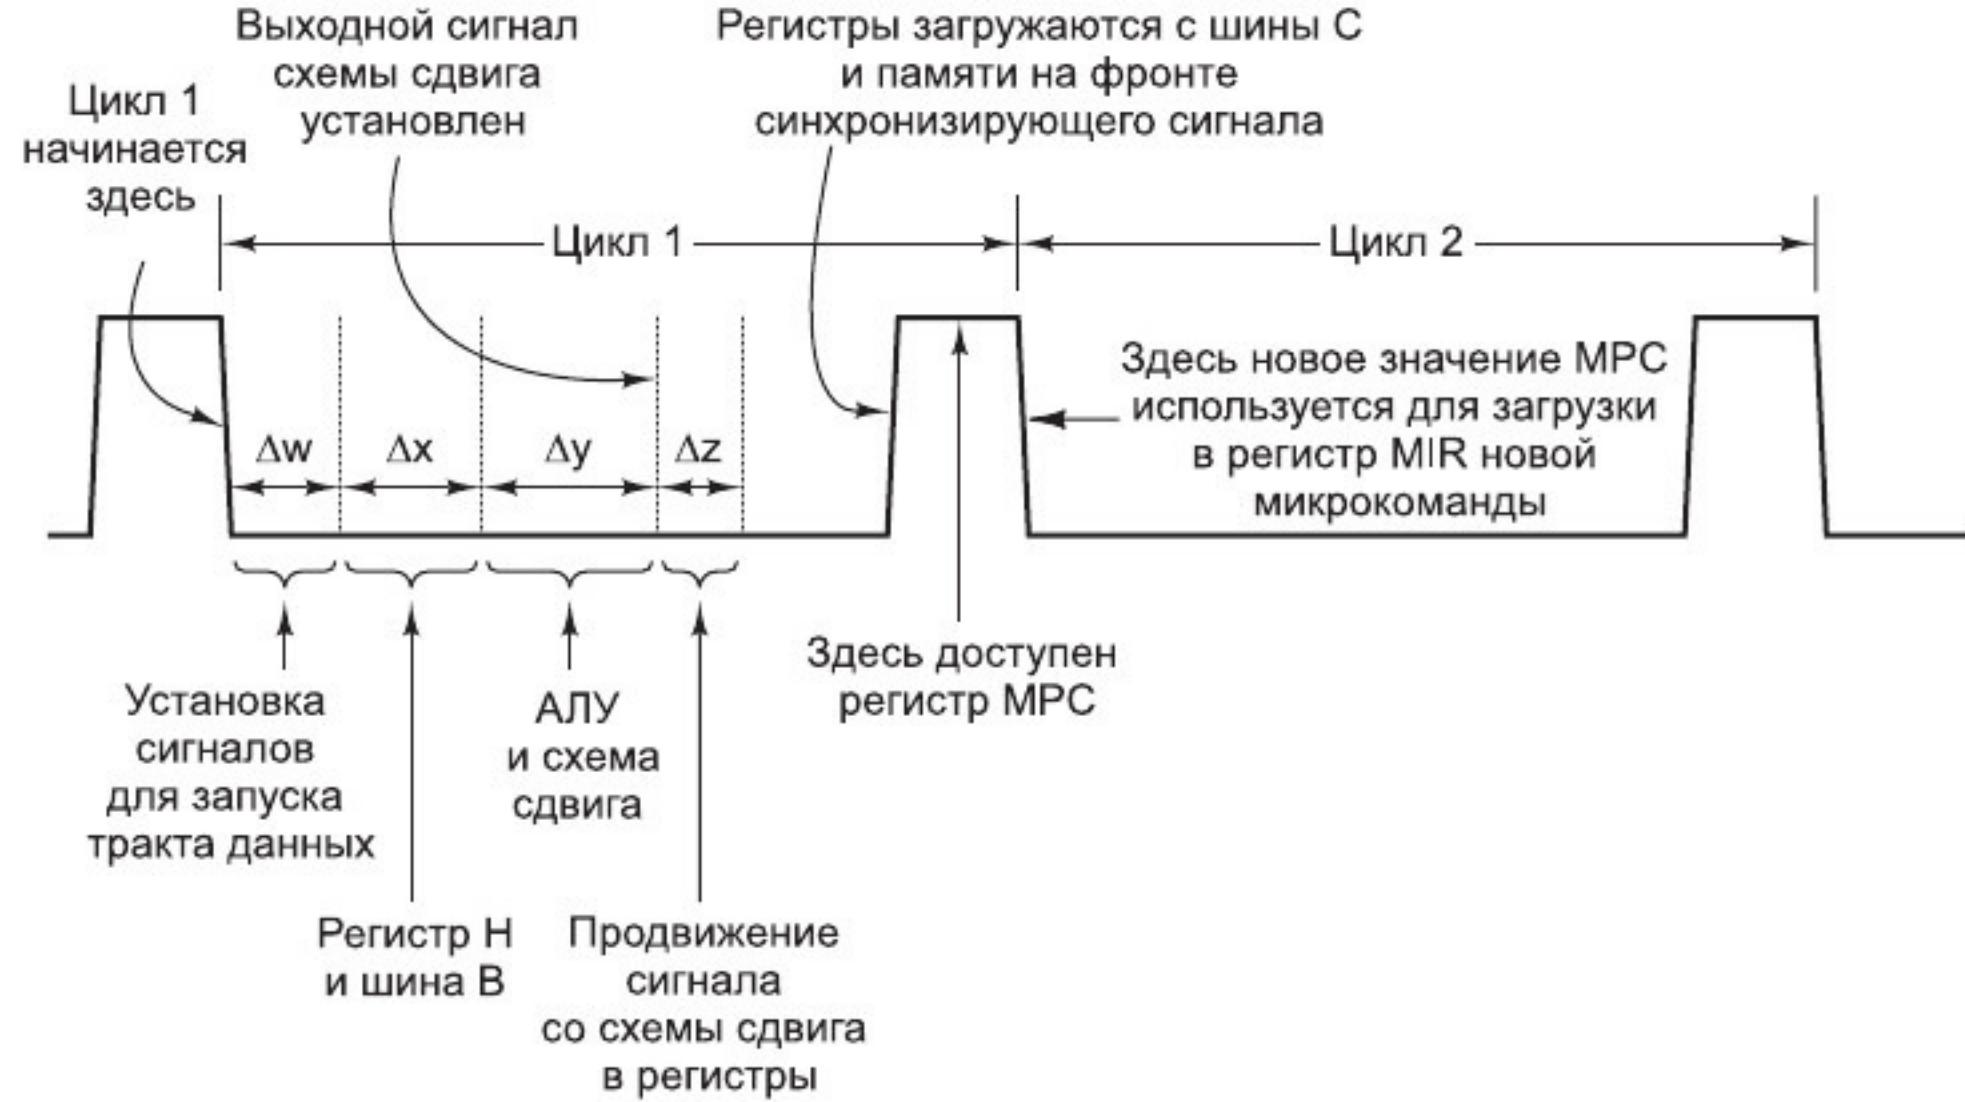 Выходной сигнал
схемы сдвига
установлен
Регистры загружаются с шины C
и памяти на фронте
синхронизирующего сигнала
Цикл 1
начинается
здесь
Цикл 1
Цикл 2
Здесь новое значение MPC
используется для загрузки
в регистр MIR новой
микрокоманды
Δw
Δx
Δy
Δz
Установка
сигналов
для запуска
тракта данных
Регистр H
и шина B
АЛУ
и схема
сдвига
Продвижение
сигнала
со схемы сдвига
в регистры
Здесь доступен
регистр MPC